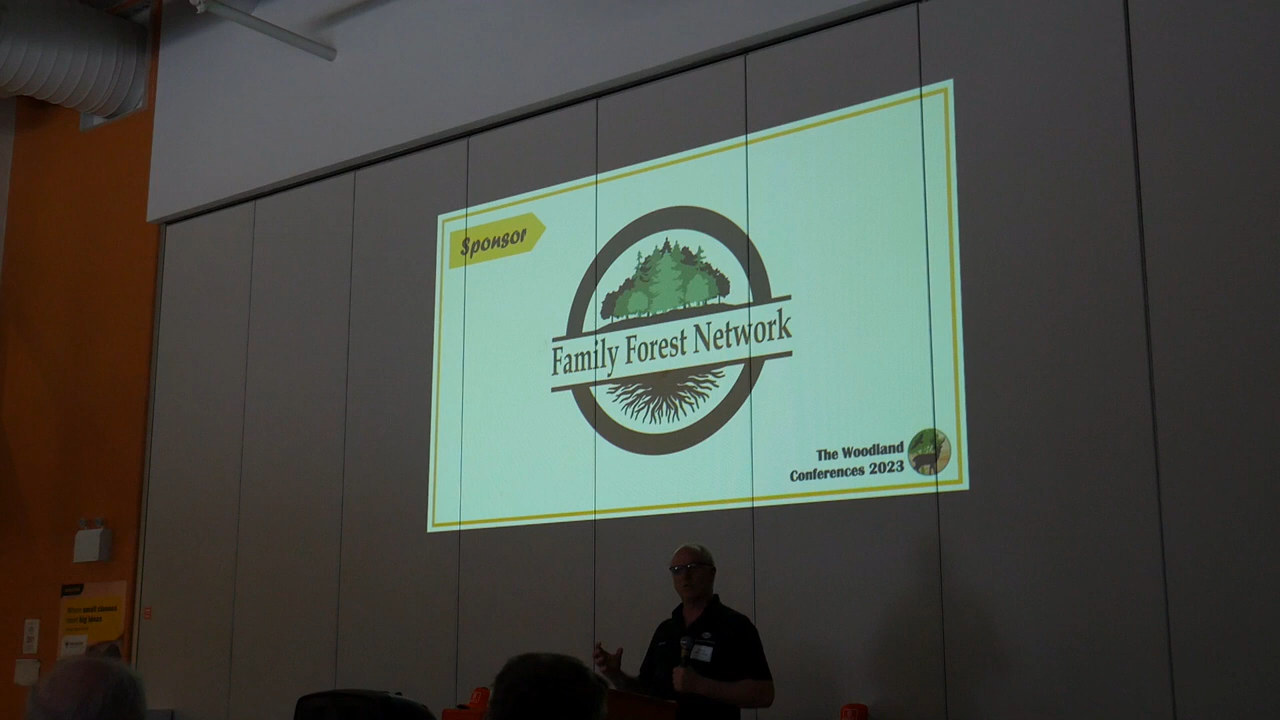 Sponsor
Family Forest Network
The Woodland
Conferences 2023